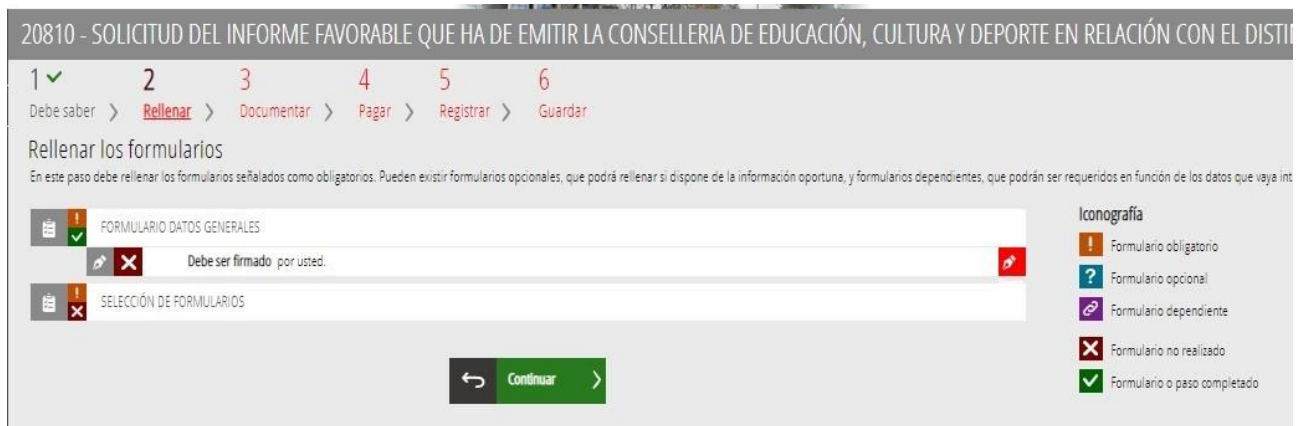 20810 - SOLICITUD DEL INFORME FAVORABLE QUE HA DE EMITIR LA CONSELLERIA DE EDUCACIÓN, CULTURA Y DEPORTE EN RELACIÓN CON EL DISTI
1 2 3 4 5 6
Debe saber Rellenar Documentar Pagar Registrar Guardar
Rellenar los formularios
En este paso debe rellenar los formularios señalados como obligatorios. Pueden existir formularios opcionales, que podrá rellenar si dispone de la información oportuna, y formularios dependientes, que podrán ser requeridos en función de los datos que vaya int
FORMULARIO DATOS GENERALES
Debe ser firmado por usted.
SELECCIÓN DE FORMULARIOS
Continuar
Iconografía
Formulario obligatorio
Formulario opcional
Formulario dependiente
Formulario no realizado
Formulario o paso completado